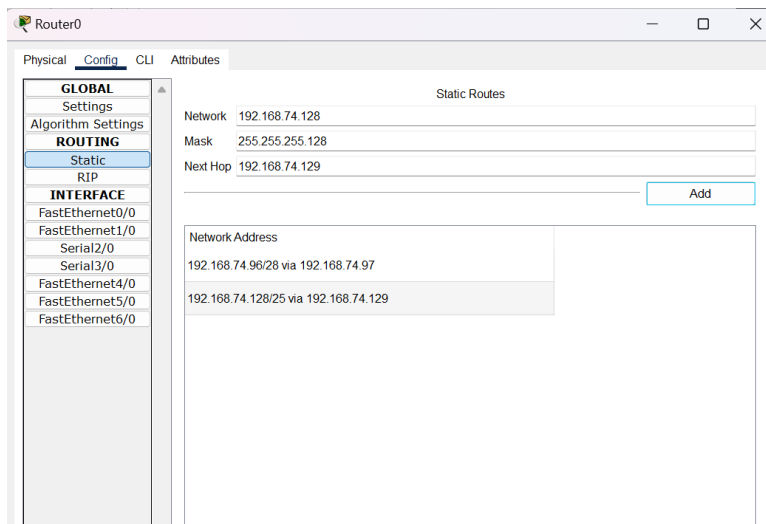 Router0
Physical Config CLI Attributes
GLOBAL
Settings
Algorithm Settings
ROUTING
Static
RIP
INTERFACE
FastEthernet0/0
FastEthernet1/0
Serial2/0
Serial3/0
FastEthernet4/0
FastEthernet5/0
FastEthernet6/0
Static Routes
Network 192.168.74.128
Mask 255.255.255.128
Next Hop 192.168.74.129
Add
Network Address
192.168.74.96/28 via 192.168.74.97
192.168.74.128/25 via 192.168.74.129